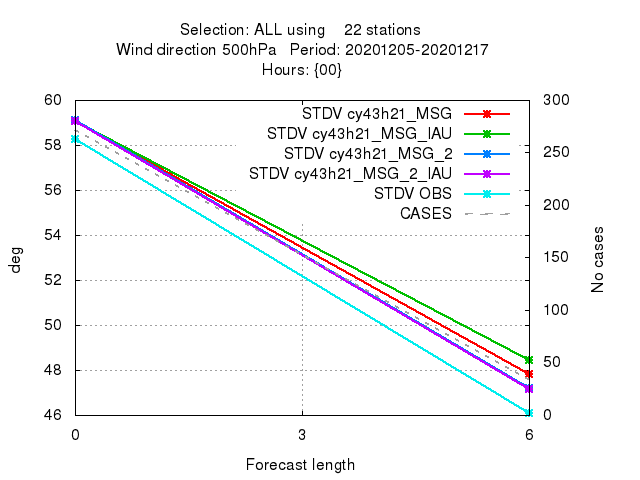 Selection: ALL using 22 stations
Wind direction 500hPa Period: 20201205-20201217
Hours: {00}
60 300
STDV cy43h21_MSG
STDV cy43h21_MSG_IAU
58 250
STDV cy43h21_MSG_2
STDV cy43h21_MSG_2_IAU
56 200
STDV OBS
CASES
54
deg
52 150
No cases
50 100
48 50
46 0
0 3 6
Forecast length